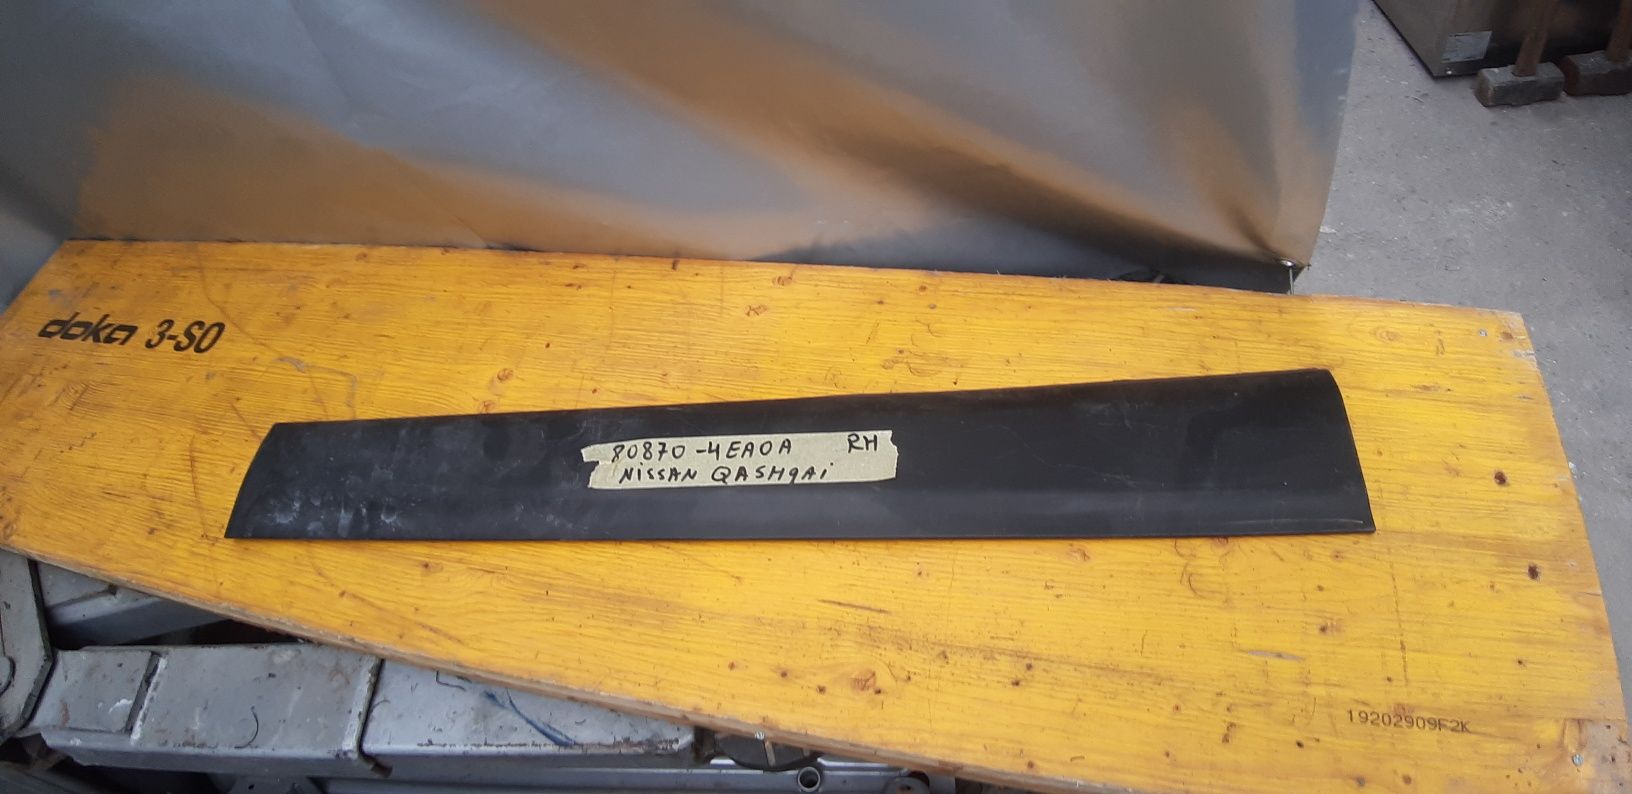 doka 3-SO
80870-4EA0A RH
NISSAN QASHQAi
19202909F2K